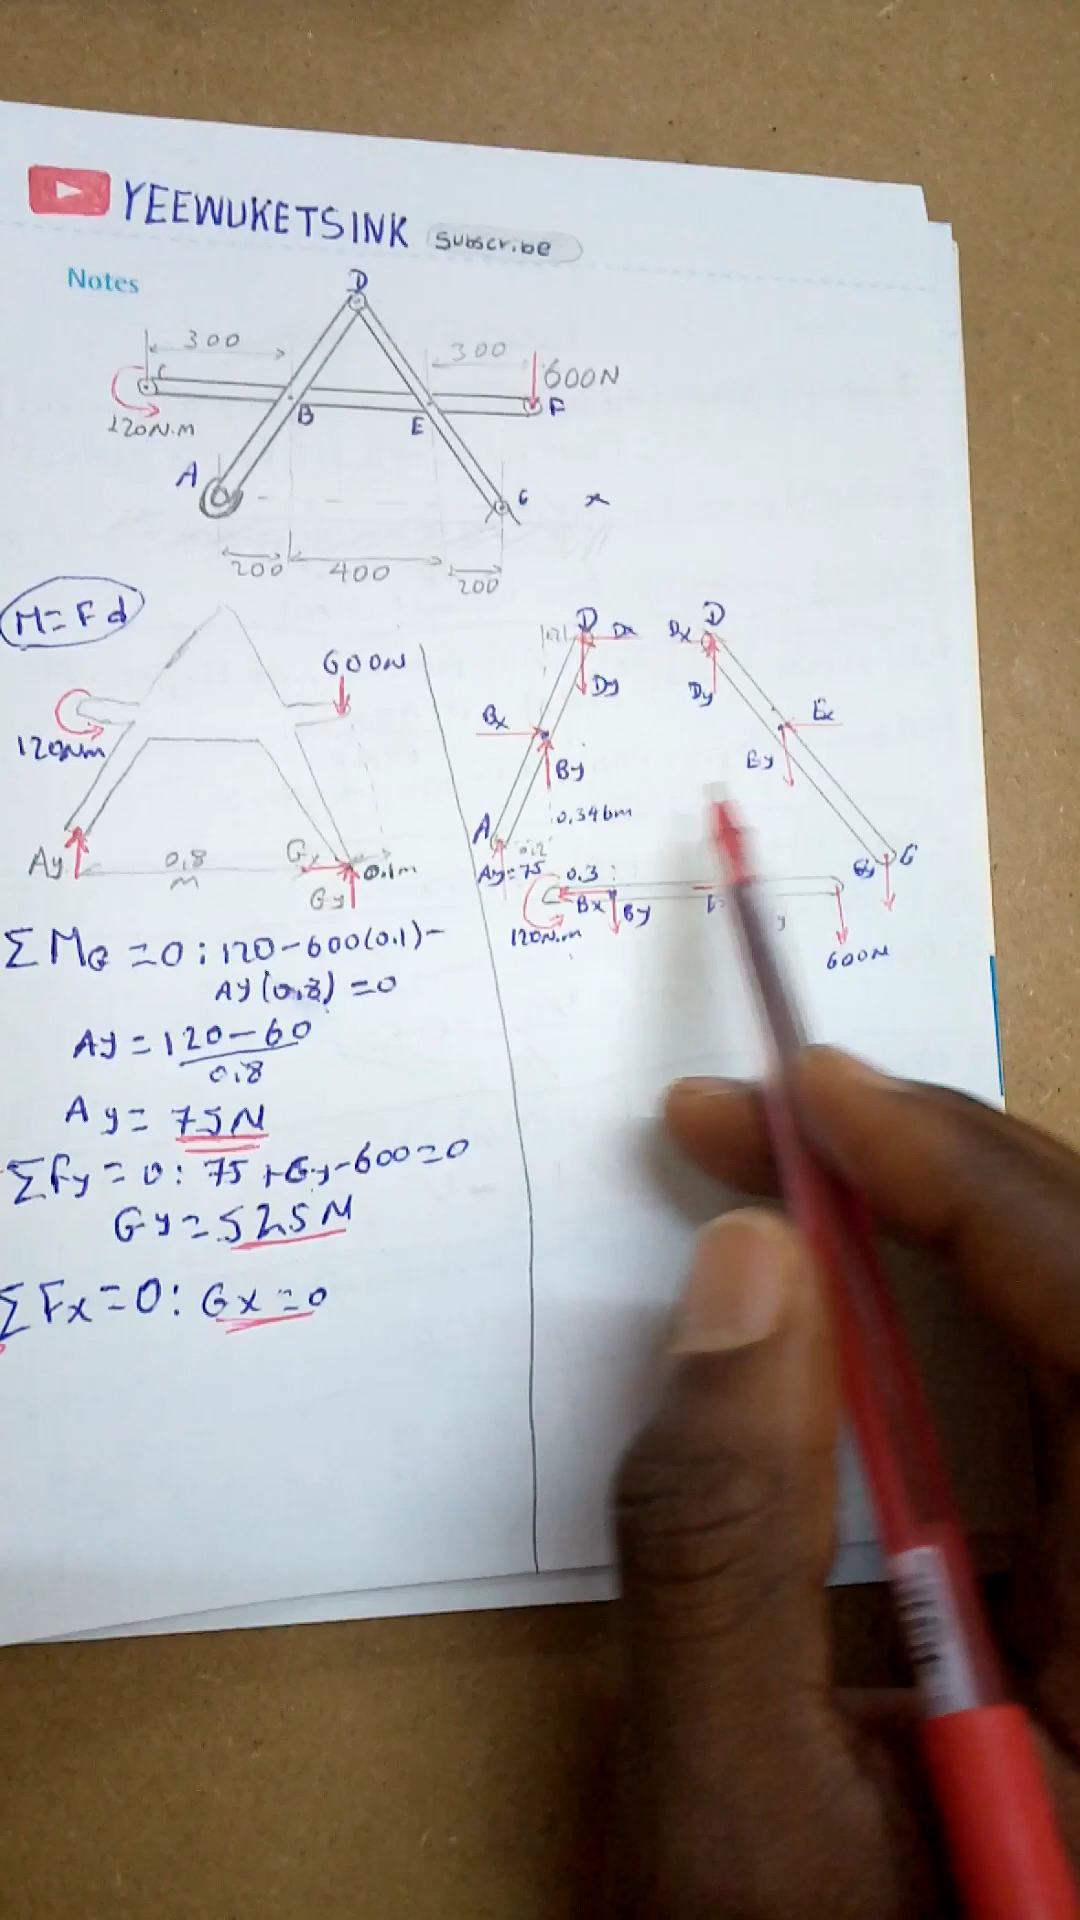 YEEWUKETSINK subscribe
Notes
D
300
300
600N
C
F
120N.m
B
E
A
G
x
200
400
200
M=Fd
600N
120Nm
Ay
0,8
m
Gx
0.1m
Gy
ΣMG=0:120-600(0.1)-
Ay(0,8)=0
Ay=120-60
0,8
Ay=75N
ΣFy=0:75+Gy-600=0
Gy=525N
ΣFx=0:Gx=0
D
Dx
Dy
Bx
By
0,346m
A
0,2
Ay=75
D
Dx
Dy
Ex
Ey
G
Gy
0.3
C
Bx
By
120N.m
y
600N